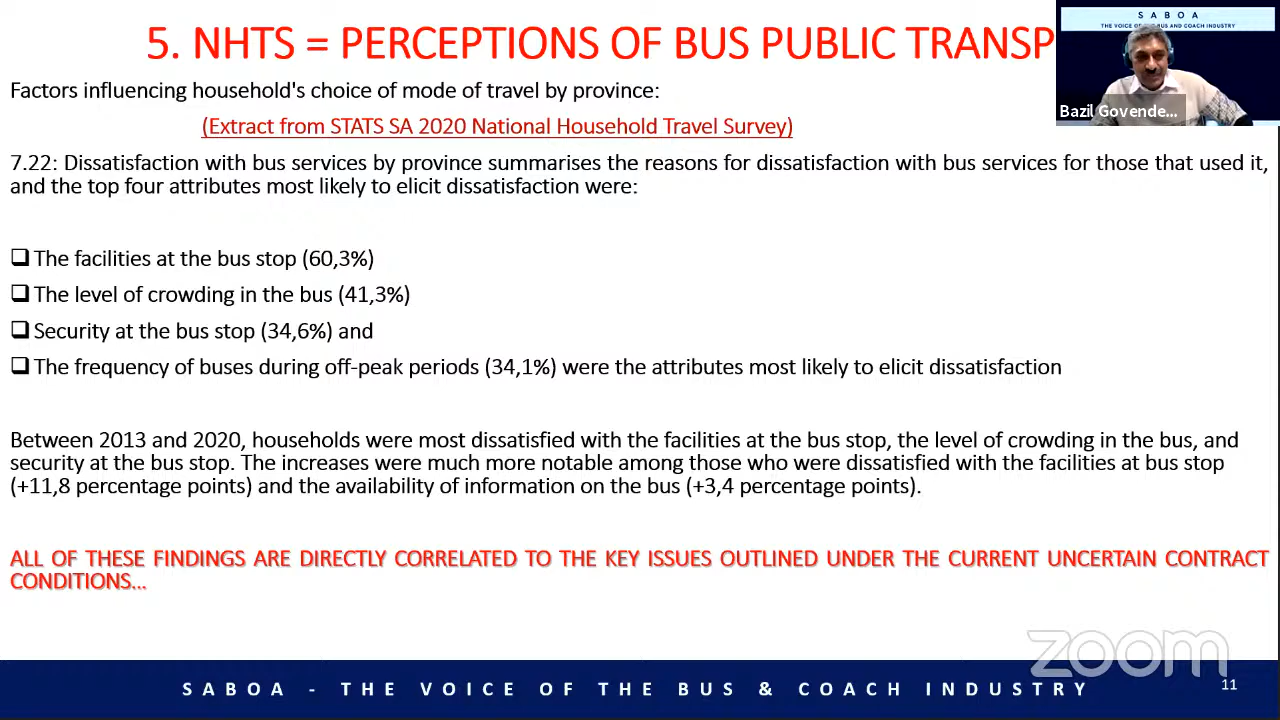 5. NHTS = PERCEPTIONS OF BUS PUBLIC TRANSP
S A B O A
THE VOICE OF THE BUS AND COACH INDUSTRY
Bazil Govende...
Factors influencing household's choice of mode of travel by province:
(Extract from STATS SA 2020 National Household Travel Survey)
7.22: Dissatisfaction with bus services by province summarises the reasons for dissatisfaction with bus services for those that used it,
and the top four attributes most likely to elicit dissatisfaction were:
The facilities at the bus stop (60,3%)
The level of crowding in the bus (41,3%)
Security at the bus stop (34,6%) and
The frequency of buses during off-peak periods (34,1%) were the attributes most likely to elicit dissatisfaction
Between 2013 and 2020, households were most dissatisfied with the facilities at the bus stop, the level of crowding in the bus, and
security at the bus stop. The increases were much more notable among those who were dissatisfied with the facilities at bus stop
(+11,8 percentage points) and the availability of information on the bus (+3,4 percentage points).
ALL OF THESE FINDINGS ARE DIRECTLY CORRELATED TO THE KEY ISSUES OUTLINED UNDER THE CURRENT UNCERTAIN CONTRACT
CONDITIONS...
zoom
SABOA - THE VOICE OF THE BUS & COACH INDUSTRY
11